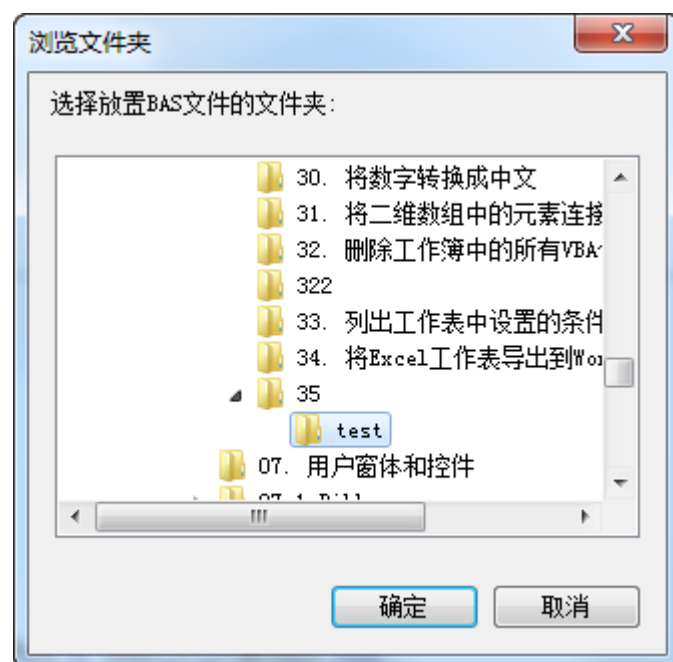 浏览文件夹
选择放置BAS文件的文件夹:
30. 将数字转换成中文
31. 将二维数组中的元素连接
32. 删除工作簿中的所有VBA
322
33. 列出工作表中设置的条件
34. 将Excel工作表导出到Wor
35
test
07. 用户窗体和控件
确定
取消